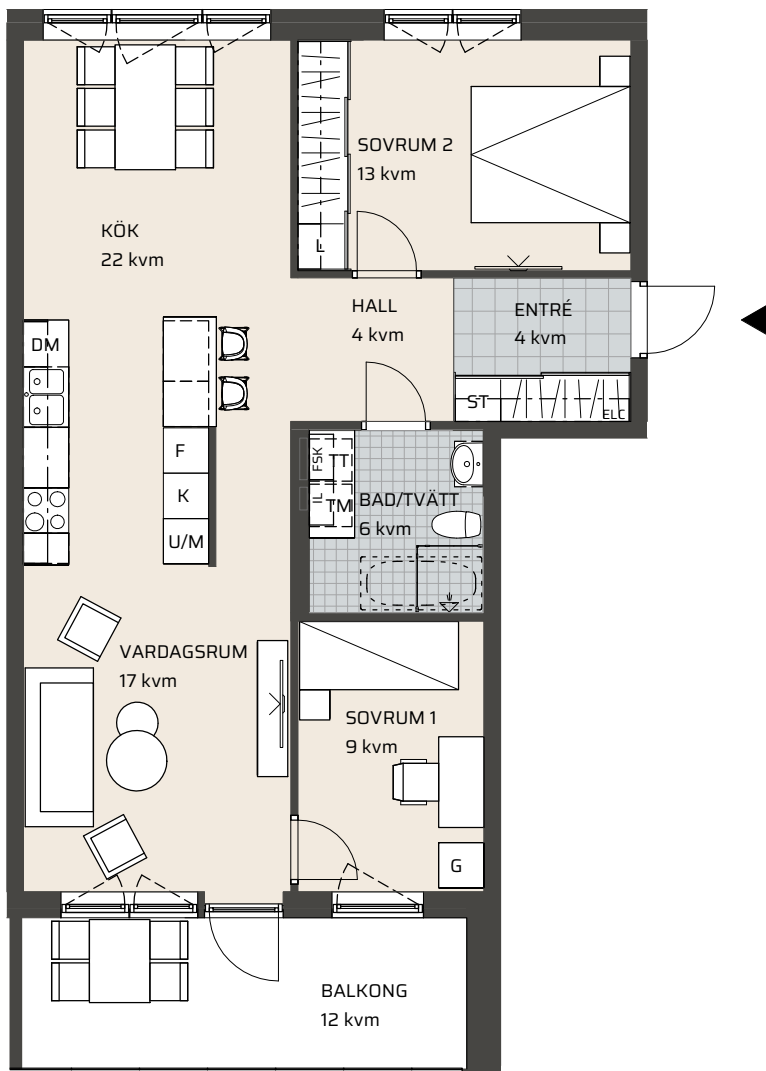 SOVRUM 2
13 kvm
KÖK
22 kvm
L
HALL
4 kvm
ENTRÉ
4 kvm
DM
ST
ELC
F
K
U/M
FSK
TT
IL
TM
BAD/TVÄTT
6 kvm
VARDAGSRUM
17 kvm
SOVRUM 1
9 kvm
G
BALKONG
12 kvm